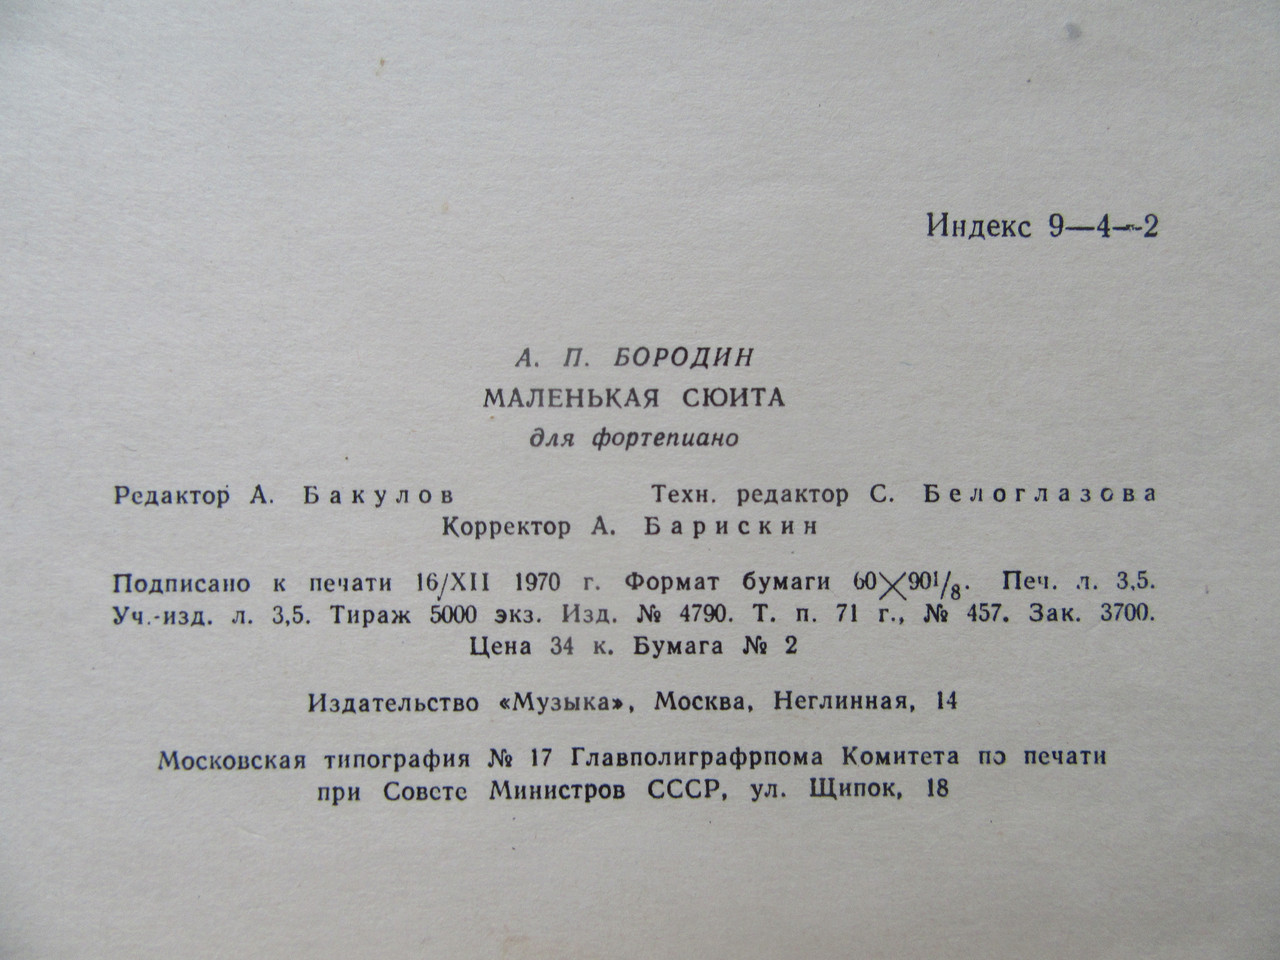 Индекс 9—4—2
А. П. БОРОДИН
МАЛЕНЬКАЯ СЮИТА
для фортепиано
Редактор А. Бакулов Техн. редактор С. Белоглазова
Корректор А. Барискин
Подписано к печати 16/XII 1970 г. Формат бумаги 60×90 1/8. Печ. л. 3,5.
Уч.-изд. л. 3,5. Тираж 5000 экз. Изд. № 4790. Т. п. 71 г., № 457. Зак. 3700.
Цена 34 к. Бумага № 2
Издательство «Музыка», Москва, Неглинная, 14
Московская типография № 17 Главполиграфрпома Комитета по печати
при Совете Министров СССР, ул. Щипок, 18